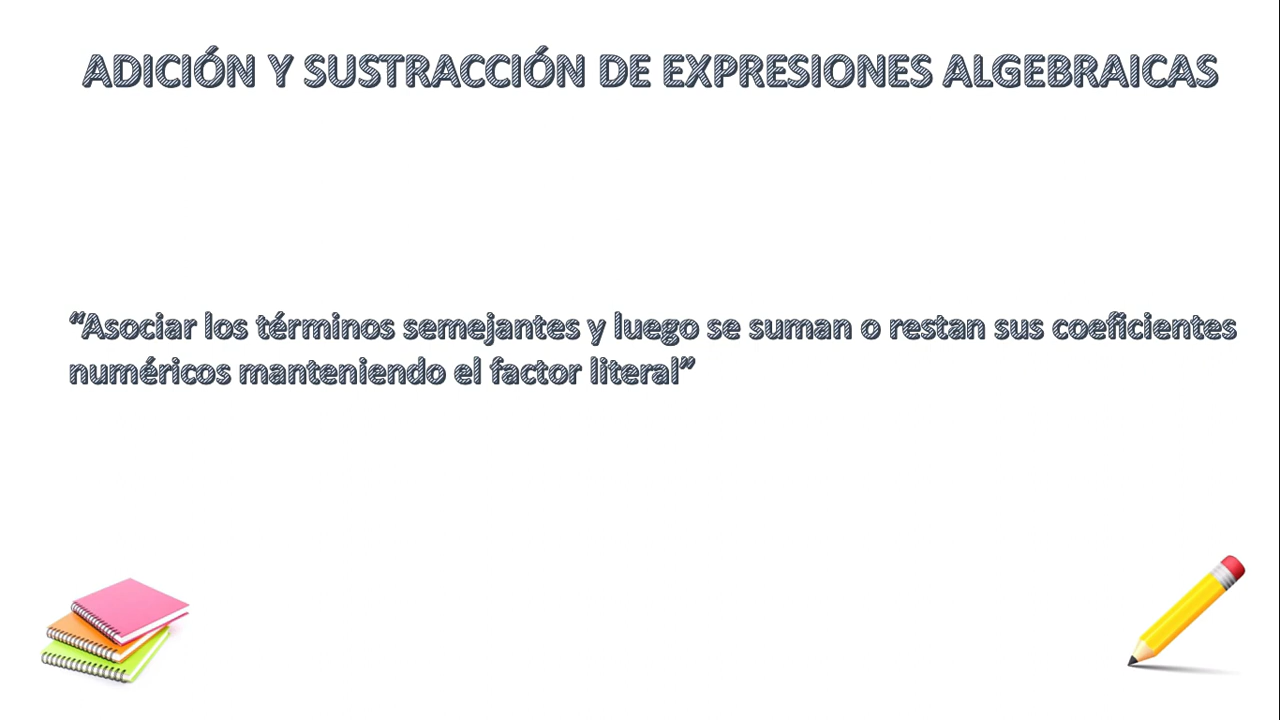 ADICIÓN Y SUSTRACCIÓN DE EXPRESIONES ALGEBRAICAS
“Asociar los términos semejantes y luego se suman o restan sus coeficientes
numéricos manteniendo el factor literal”